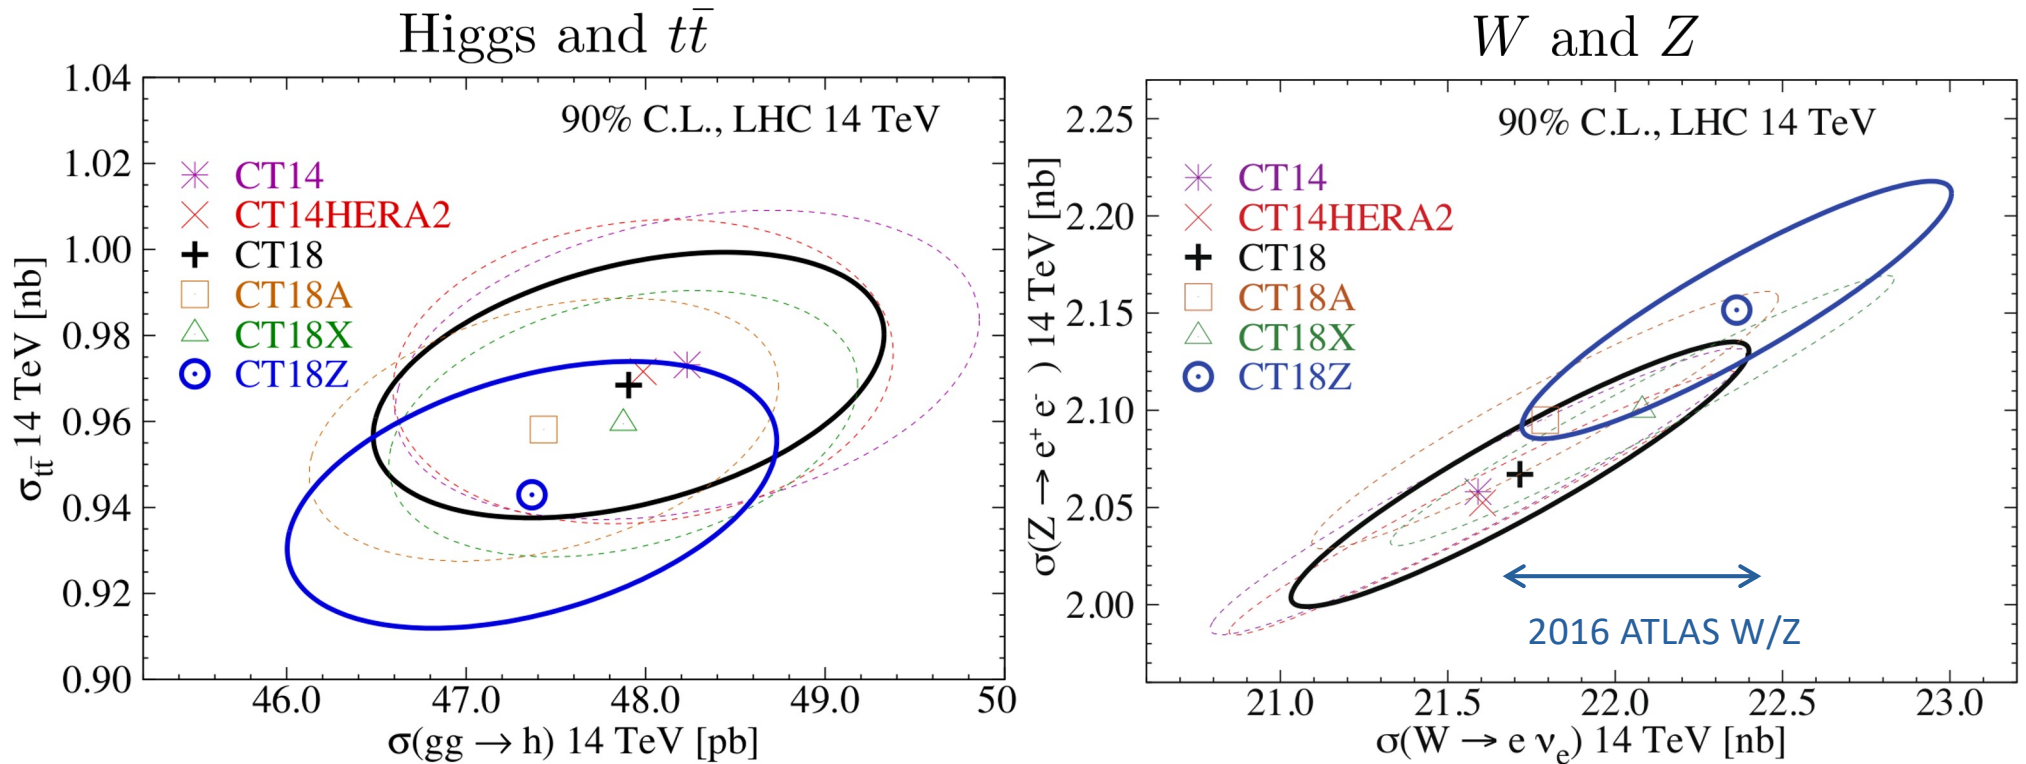 Higgs and tt̄
1.04
1.02
1.00
0.98
0.96
0.94
0.92
0.90
σtt̄ 14 TeV [nb]
90% C.L., LHC 14 TeV
CT14
CT14HERA2
CT18
CT18A
CT18X
CT18Z
46.0 47.0 48.0 49.0 50
σ(gg → h) 14 TeV [pb]
W and Z
2.25
2.20
2.15
2.10
2.05
2.00
σ(Z → e⁺ e⁻ ) 14 TeV [nb]
90% C.L., LHC 14 TeV
CT14
CT14HERA2
CT18
CT18A
CT18X
CT18Z
2016 ATLAS W/Z
21.0 21.5 22.0 22.5 23.0
σ(W → e νe) 14 TeV [nb]